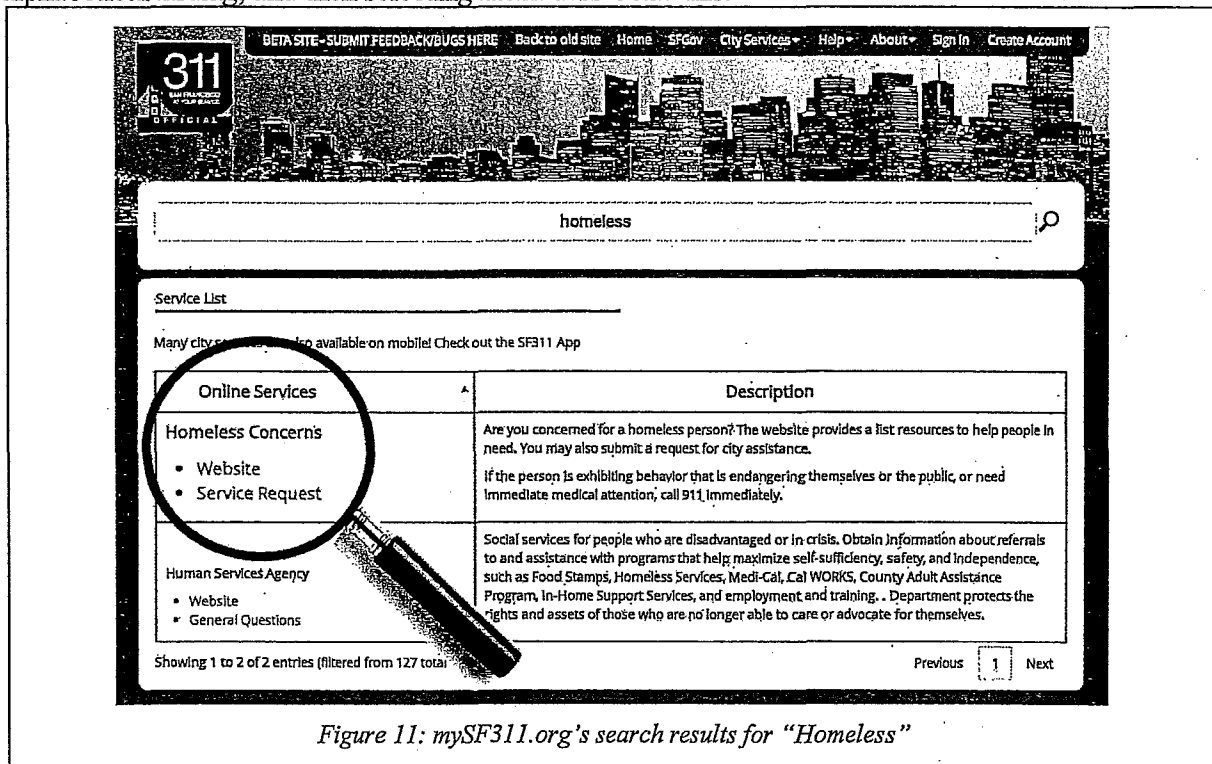 BETA SITE - SUBMIT FEEDBACK/BUGS HERE Back to old site Home SFGov City Services Help About Sign In Create Account
311
SAN FRANCISCO
AT YOUR SERVICE
OFFICIAL
homeless
Service List
Many city also available on mobile! Check out the SF311 App
Online Services
Description
Homeless Concerns
• Website
• Service Request
Are you concerned for a homeless person? The website provides a list resources to help people in
need. You may also submit a request for city assistance.
If the person is exhibiting behavior that is endangering themselves or the public, or need
immediate medical attention, call 911 immediately.
Human Services Agency
• Website
• General Questions
Social services for people who are disadvantaged or in crisis. Obtain information about referrals
to and assistance with programs that help maximize self-sufficiency, safety, and independence,
such as Food Stamps, Homeless Services, Medi-Cal, Cal WORKS, County Adult Assistance
Program, In-Home Support Services, and employment and training. . Department protects the
rights and assets of those who are no longer able to care or advocate for themselves.
Showing 1 to 2 of 2 entries (filtered from 127 total
Previous 1 Next
Figure 11: mySF311.org's search results for "Homeless"